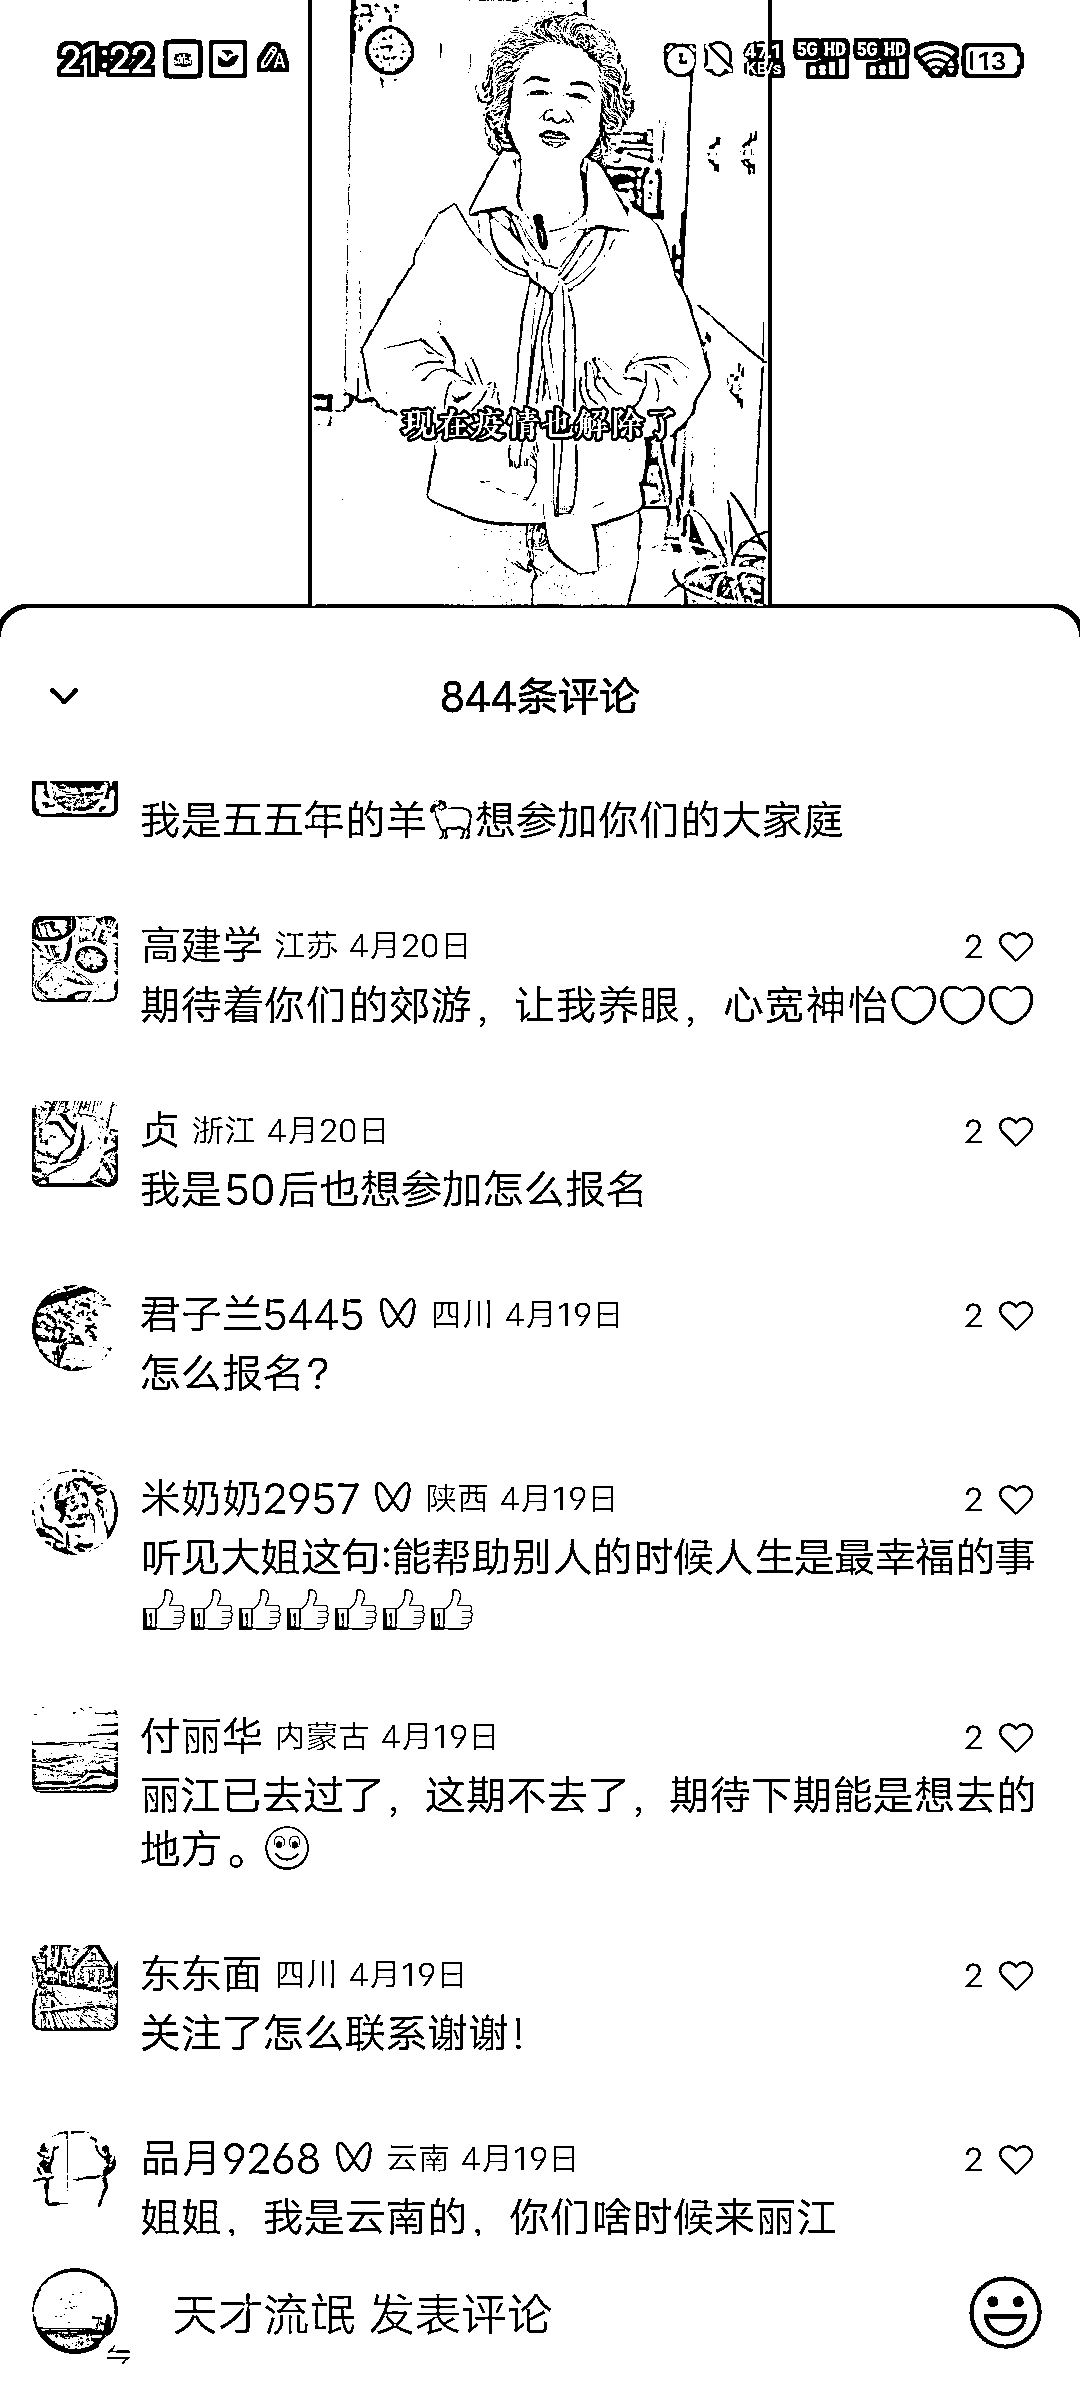 21:22
471 KB/s 5G HD 5G HD 13
现在疫情也解除了
844条评论
我是五五年的羊🐑想参加你们的大家庭
高建学 江苏 4月20日 2
期待着你们的郊游，让我养眼，心宽神怡♡♡♡
贞 浙江 4月20日 2
我是50后也想参加怎么报名
君子兰5445 四川 4月19日 2
怎么报名？
米奶奶2957 陕西 4月19日 2
听见大姐这句:能帮助别人的时候人生是最幸福的事
👍👍👍👍👍👍👍
付丽华 内蒙古 4月19日 2
丽江已去过了，这期不去了，期待下期能是想去的
地方。🙂
东东面 四川 4月19日 2
关注了怎么联系谢谢！
品月9268 云南 4月19日 2
姐姐，我是云南的，你们啥时候来丽江
天才流氓 发表评论